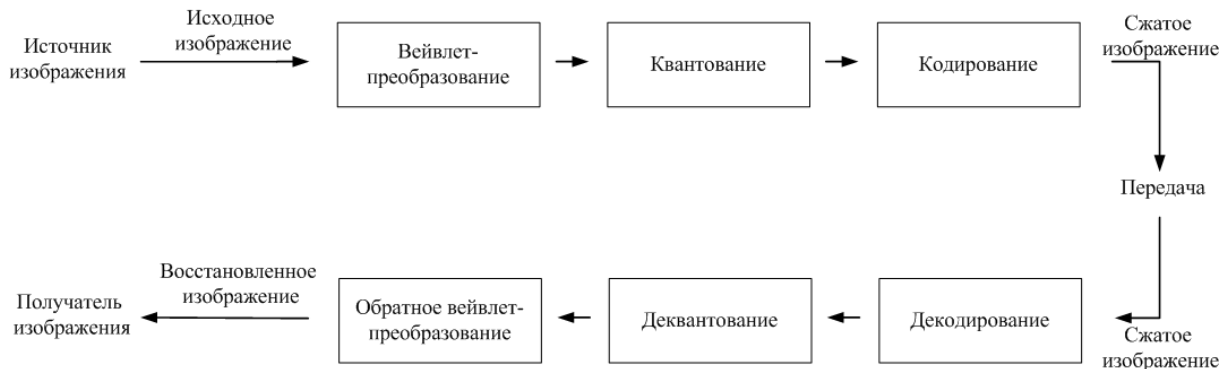 Источник
изображения
Исходное
изображение
Вейвлет-
преобразование
Квантование
Кодирование
Сжатое
изображение
Передача
Сжатое
изображение
Декодирование
Деквантование
Обратное вейвлет-
преобразование
Восстановленное
изображение
Получатель
изображения